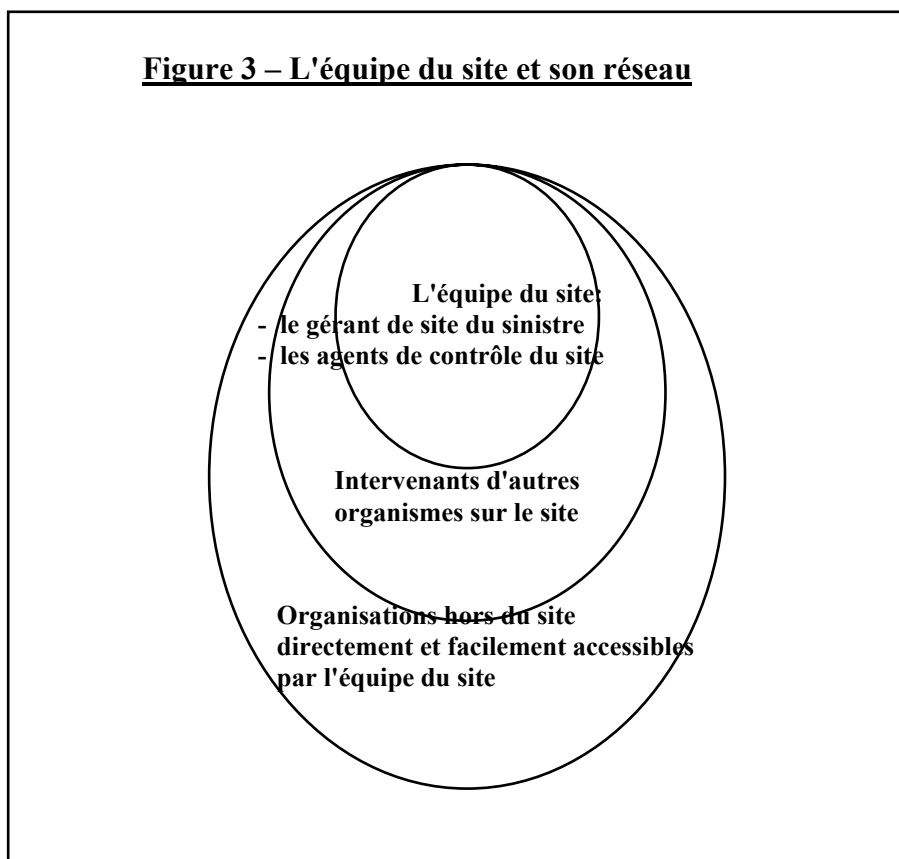 Figure 3 – L'équipe du site et son réseau
L'équipe du site:
- le gérant de site du sinistre
- les agents de contrôle du site
Intervenants d'autres
organismes sur le site
Organisations hors du site
directement et facilement accessibles
par l'équipe du site